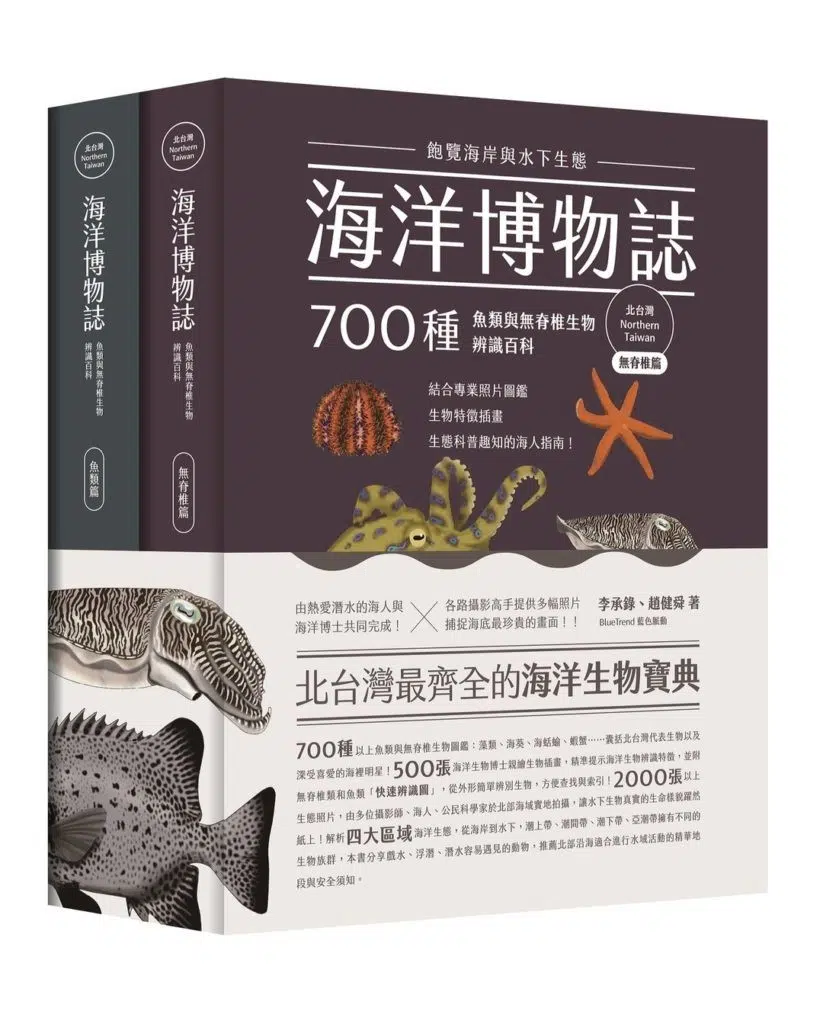 北台灣
Northern
Taiwan
海洋博物誌
魚類與無脊椎生物
辨識百科
魚類篇
北台灣
Northern
Taiwan
海洋博物誌
魚類與無脊椎生物
辨識百科
無脊椎篇
飽覽海岸與水下生態
海洋博物誌
700種
魚類與無脊椎生物
辨識百科
北台灣
Northern
Taiwan
無脊椎篇
結合專業照片圖鑑
生物特徵插畫
生態科普趣知的海人指南！
由熱愛潛水的海人與
海洋博士共同完成！
各路攝影高手提供多幅照片
捕捉海底最珍貴的畫面！！
李承錄、趙健舜 著
BlueTrend 藍色脈動
北台灣最齊全的海洋生物寶典
700種以上魚類與無脊椎生物圖鑑：藻類、海葵、海蛞蝓、蝦蟹⋯⋯囊括北台灣代表生物以及
深受喜愛的海裡明星！500張海洋生物博士親繪生物插畫，精準提示海洋生物辨識特徵，並附
無脊椎類和魚類「快速辨識圖」，從外形簡單辨別生物，方便查找與索引！2000張以上
生態照片，由多位攝影師、海人、公民科學家於北部海域實地拍攝，讓水下生物真實的生命樣貌躍然
紙上！解析四大區域海洋生態，從海岸到水下，潮上帶、潮間帶、潮下帶、亞潮帶擁有不同的
生物族群，本書分享戲水、浮潛、潛水容易遇見的動物，推薦北部沿海適合進行水域活動的精華地
段與安全須知。